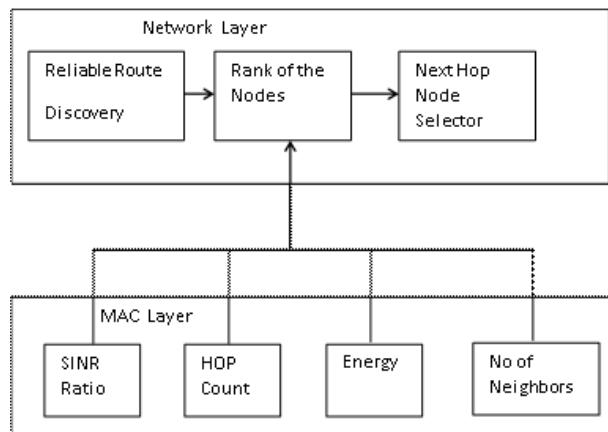 Network Layer
Reliable Route
Discovery
Rank of the
Nodes
Next Hop
Node
Selector
MAC Layer
SINR
Ratio
HOP
Count
Energy
No of
Neighbors